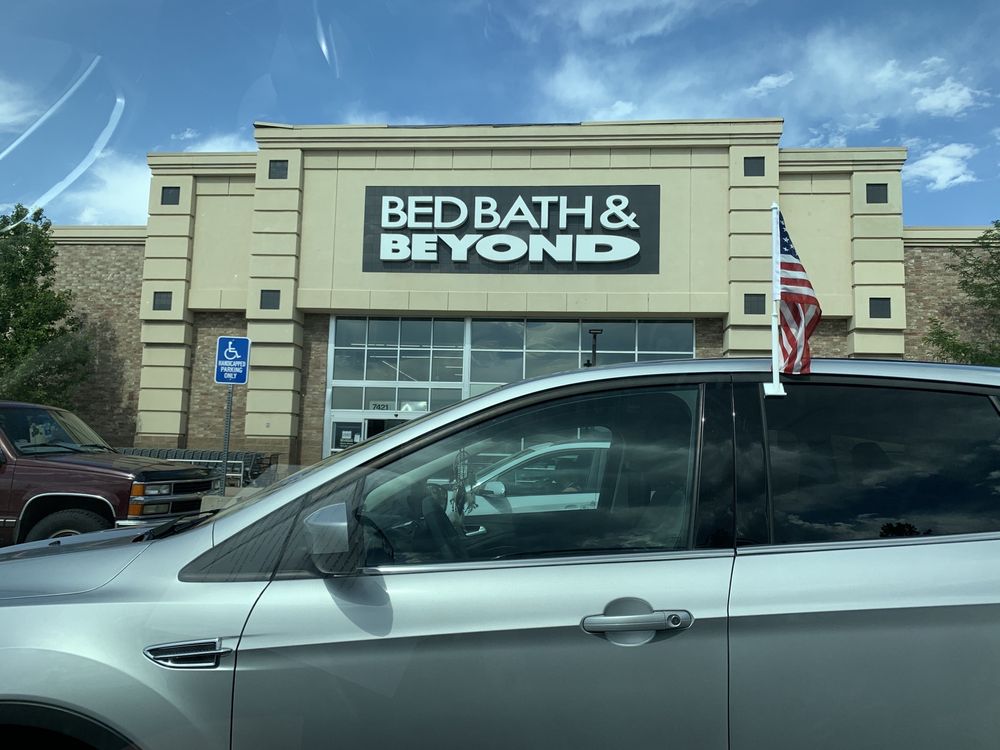 BED BATH &
BEYOND
HANDICAPPED
PARKING
ONLY
7421